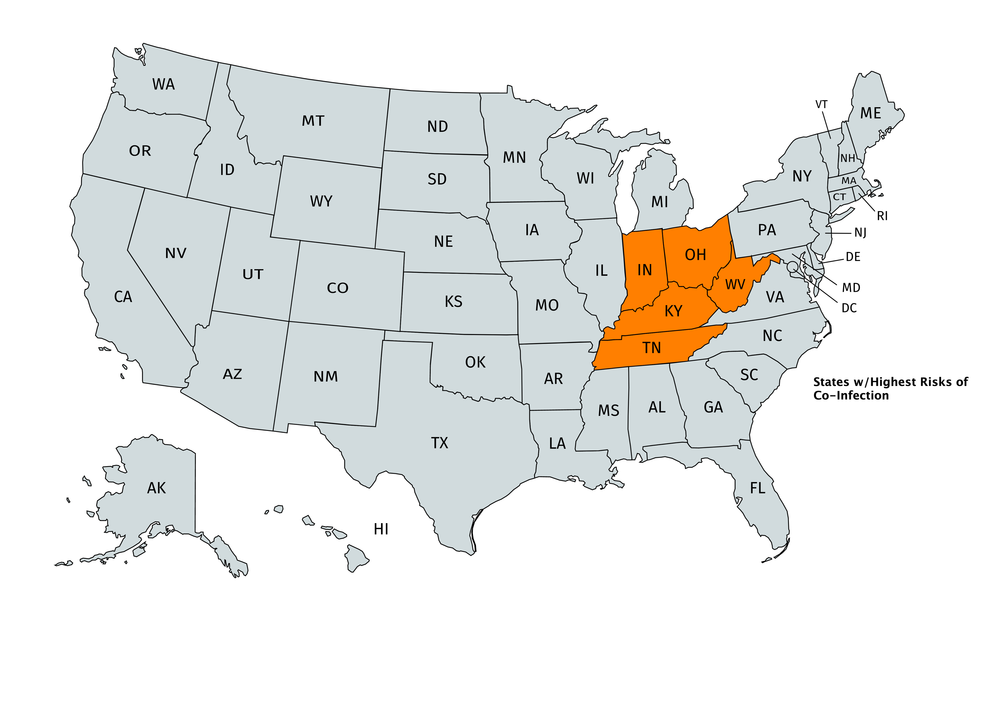 WA
MT
ND
MN
VT
ME
OR
ID
SD
WI
MI
NY
NH
MA
CT
RI
WY
IA
PA
NJ
NE
NV
UT
CO
IL
IN
OH
DE
WV
MD
CA
KS
MO
KY
VA
DC
AZ
NM
OK
AR
TN
NC
SC
States w/Highest Risks of
Co-Infection
TX
LA
MS
AL
GA
AK
FL
HI